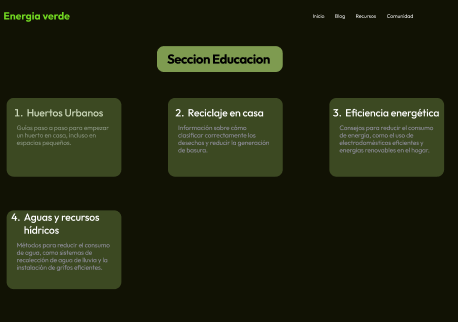 Energia verde
Inicio Blog Recursos Comunidad
Seccion Educacion
1. Huertos Urbanos
Guías paso a paso para empezar
un huerto en casa, incluso en
espacios pequeños.
2. Reciclaje en casa
Información sobre cómo
clasificar correctamente los
desechos y reducir la generación
de basura.
3. Eficiencia energética
Consejos para reducir el consumo
de energía, como el uso de
electrodomésticos eficientes y
energías renovables en el hogar.
4. Aguas y recursos
hídricos
Métodos para reducir el consumo
de agua, como sistemas de
recolección de agua de lluvia y la
instalación de grifos eficientes.